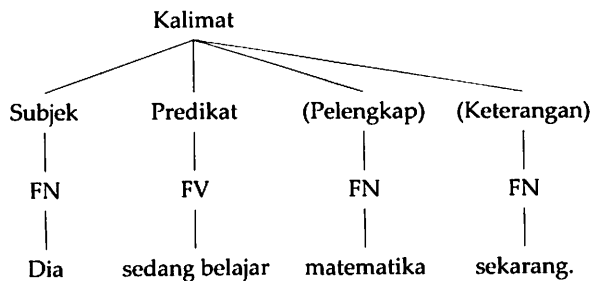 Kalimat
Subjek Predikat (Pelengkap) (Keterangan)
FN FV FN FN
Dia sedang belajar matematika sekarang.